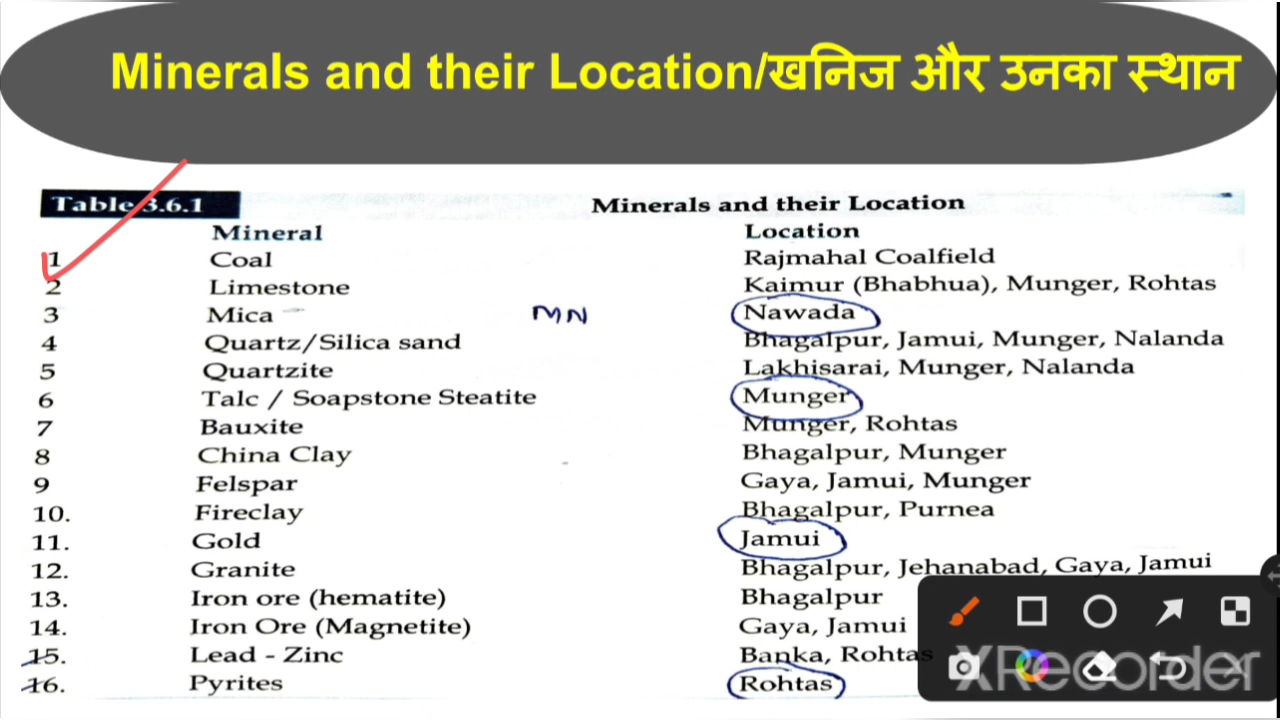 Minerals and their Location/खनिज और उनका स्थान
Table 3.6.1 Minerals and their Location
Mineral Location
1 Coal Rajmahal Coalfield
2 Limestone Kaimur (Bhabhua), Munger, Rohtas
3 Mica MN Nawada
4 Quartz/Silica sand Bhagalpur, Jamui, Munger, Nalanda
5 Quartzite Lakhisarai, Munger, Nalanda
6 Talc / Soapstone Steatite Munger
7 Bauxite Munger, Rohtas
8 China Clay Bhagalpur, Munger
9 Felspar Gaya, Jamui, Munger
10. Fireclay Bhagalpur, Purnea
11. Gold Jamui
12. Granite Bhagalpur, Jehanabad, Gaya, Jamui
13. Iron ore (hematite) Bhagalpur
14. Iron Ore (Magnetite) Gaya, Jamui
15. Lead - Zinc Banka, Rohtas
16. Pyrites Rohtas
XRecorder